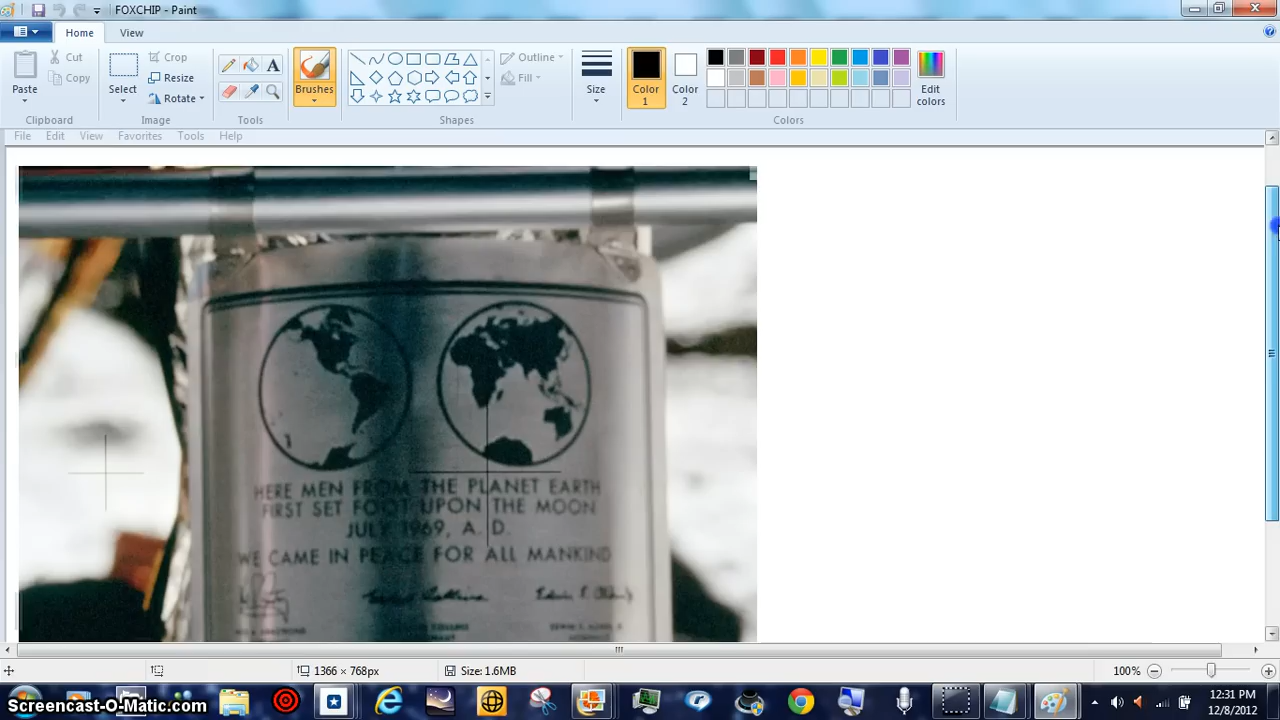 FOXCHIP - Paint
Home
View
Paste
Cut
Copy
Clipboard
Select
Crop
Resize
Rotate
Image
A
Tools
Brushes
Outline
Fill
Shapes
Size
Color 1
Color 2
Edit colors
Colors
File Edit View Favorites Tools Help
HERE MEN FROM THE PLANET EARTH
FIRST SET FOOT UPON THE MOON
JULY 1969, A. D.
WE CAME IN PEACE FOR ALL MANKIND
COLLINS
1366 × 768px
Size: 1.6MB
100%
Screencast-O-Matic.com
12:31 PM
12/8/2012